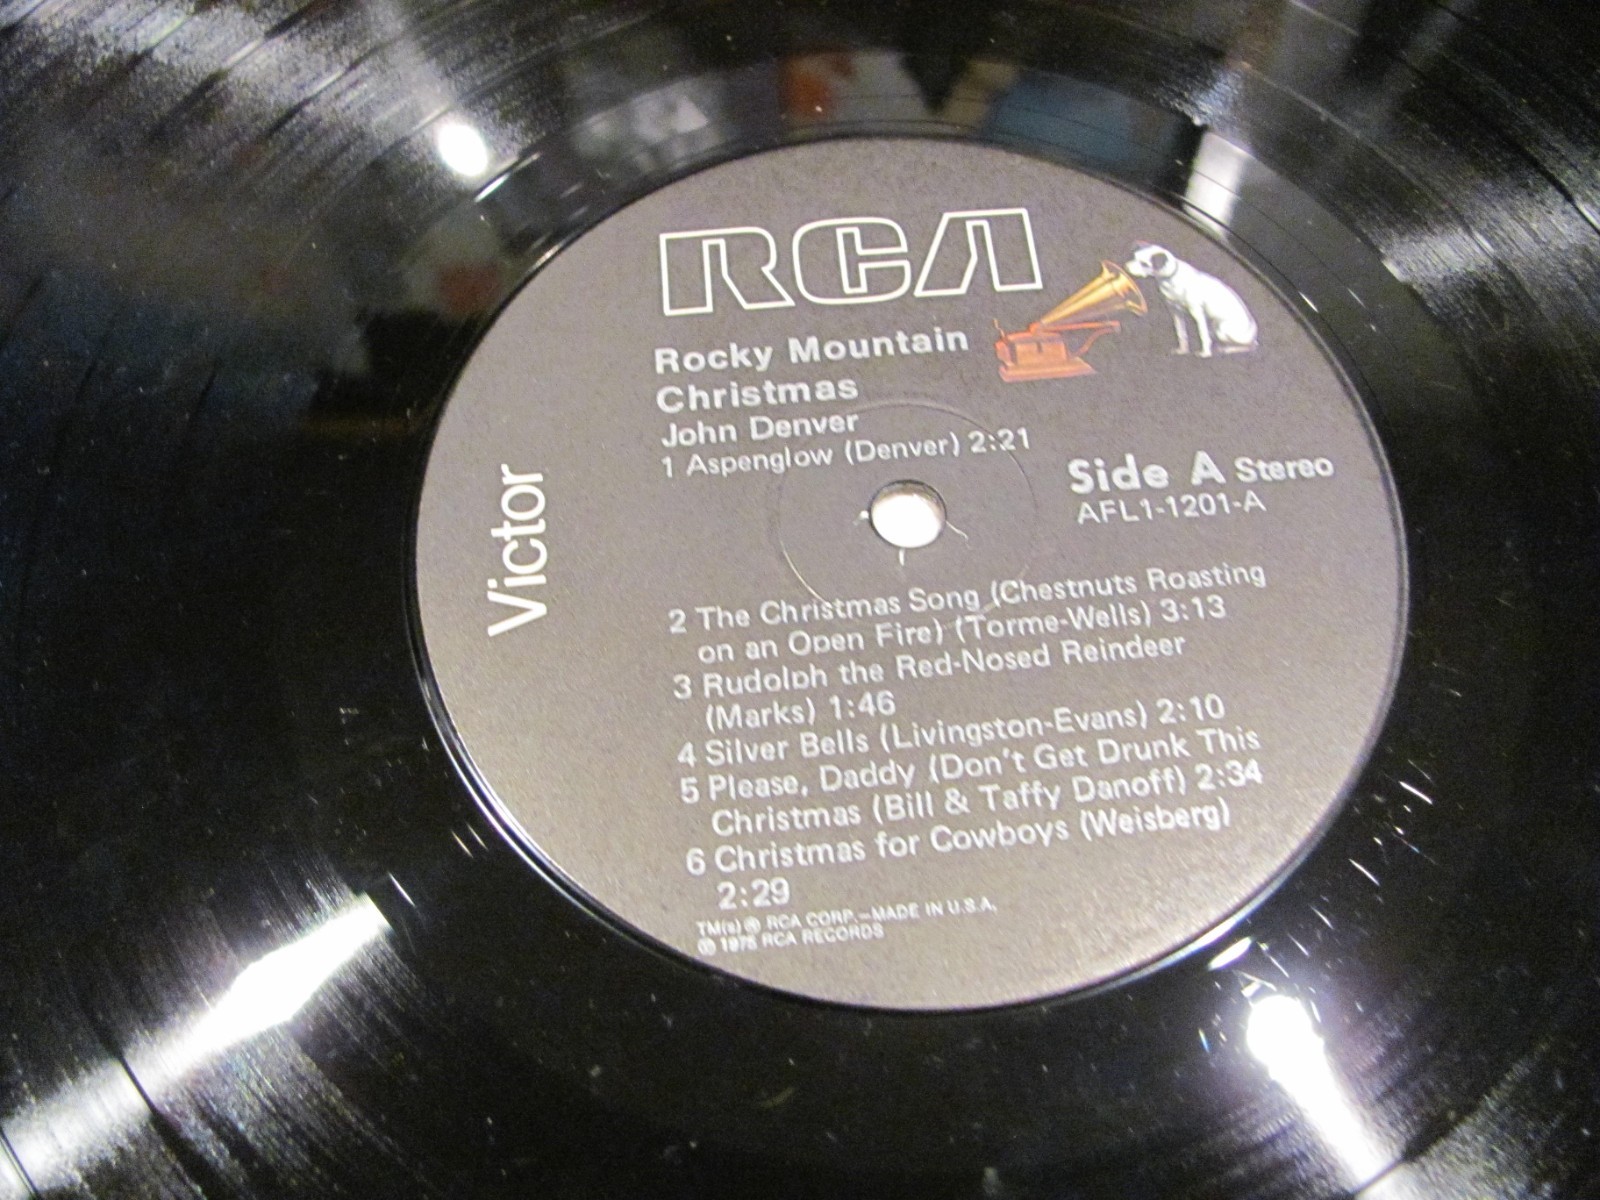 RCA
Rocky Mountain
Christmas
John Denver
1 Aspenglow (Denver) 2:21
Side A Stereo
AFL1-1201-A
Victor
2 The Christmas Song (Chestnuts Roasting
on an Open Fire) (Torme-Wells) 3:13
3 Rudolph the Red-Nosed Reindeer
(Marks) 1:46
4 Silver Bells (Livingston-Evans) 2:10
5 Please, Daddy (Don't Get Drunk This
Christmas (Bill & Taffy Danoff) 2:34
6 Christmas for Cowboys (Weisberg)
2:29
TM(s) ® RCA CORP.—MADE IN U.S.A.
℗ 1975 RCA RECORDS